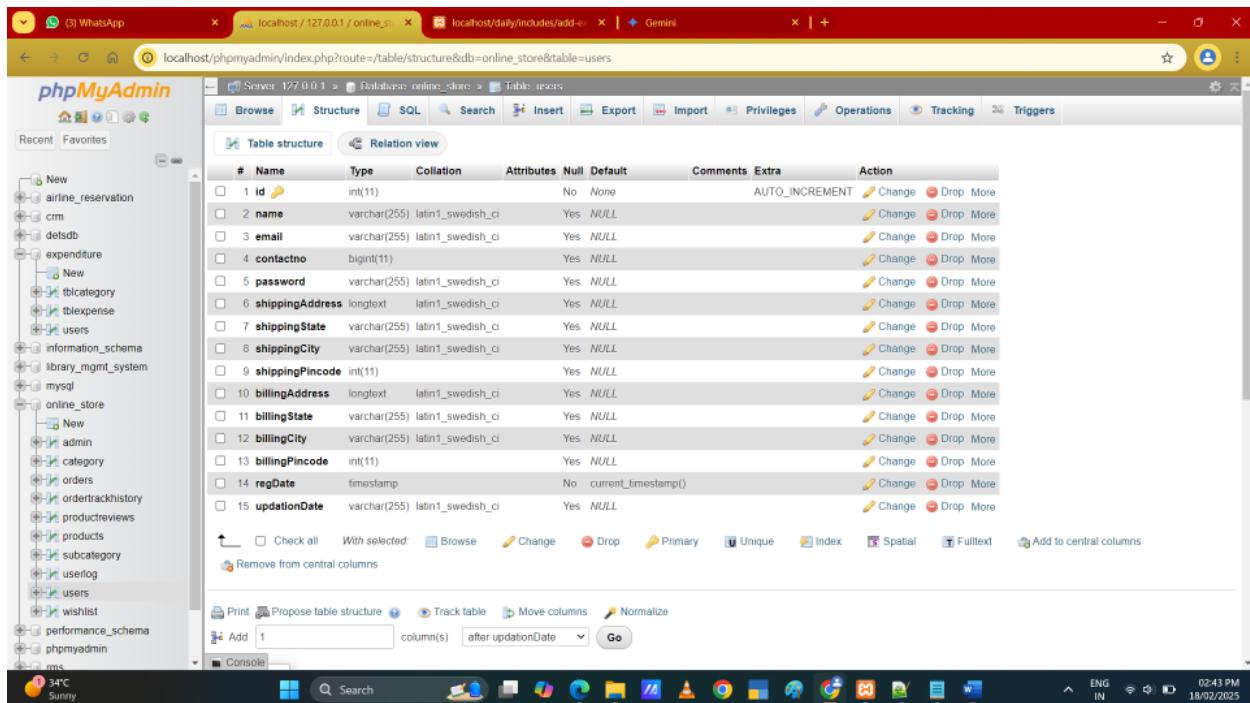 (3) WhatsApp
localhost / 127.0.0.1 / online_st
localhost/daily/includes/add-e
Gemini
localhost/phpmyadmin/index.php?route=/table/structure&db=online_store&table=users
phpMyAdmin
Recent Favorites
New
airline_reservation
crm
detsdb
expenditure
New
tblcategory
tblexpense
users
information_schema
library_mgmt_system
mysql
online_store
New
admin
category
orders
ordertrackhistory
productreviews
products
subcategory
userlog
users
wishlist
performance_schema
phpmyadmin
rms
Server: 127.0.0.1 » Database: online_store » Table: users
Browse Structure SQL Search Insert Export Import Privileges Operations Tracking Triggers
Table structure Relation view
# Name Type Collation Attributes Null Default Comments Extra Action
1 id int(11) No None AUTO_INCREMENT Change Drop More
2 name varchar(255) latin1_swedish_ci Yes NULL Change Drop More
3 email varchar(255) latin1_swedish_ci Yes NULL Change Drop More
4 contactno bigint(11) Yes NULL Change Drop More
5 password varchar(255) latin1_swedish_ci Yes NULL Change Drop More
6 shippingAddress longtext latin1_swedish_ci Yes NULL Change Drop More
7 shippingState varchar(255) latin1_swedish_ci Yes NULL Change Drop More
8 shippingCity varchar(255) latin1_swedish_ci Yes NULL Change Drop More
9 shippingPincode int(11) Yes NULL Change Drop More
10 billingAddress longtext latin1_swedish_ci Yes NULL Change Drop More
11 billingState varchar(255) latin1_swedish_ci Yes NULL Change Drop More
12 billingCity varchar(255) latin1_swedish_ci Yes NULL Change Drop More
13 billingPincode int(11) Yes NULL Change Drop More
14 regDate timestamp No current_timestamp() Change Drop More
15 updationDate varchar(255) latin1_swedish_ci Yes NULL Change Drop More
Check all With selected: Browse Change Drop Primary Unique Index Spatial Fulltext Add to central columns
Remove from central columns
Print Propose table structure Track table Move columns Normalize
Add 1 column(s) after updationDate Go
Console
34°C
Sunny
Search
ENG
IN
02:43 PM
18/02/2025